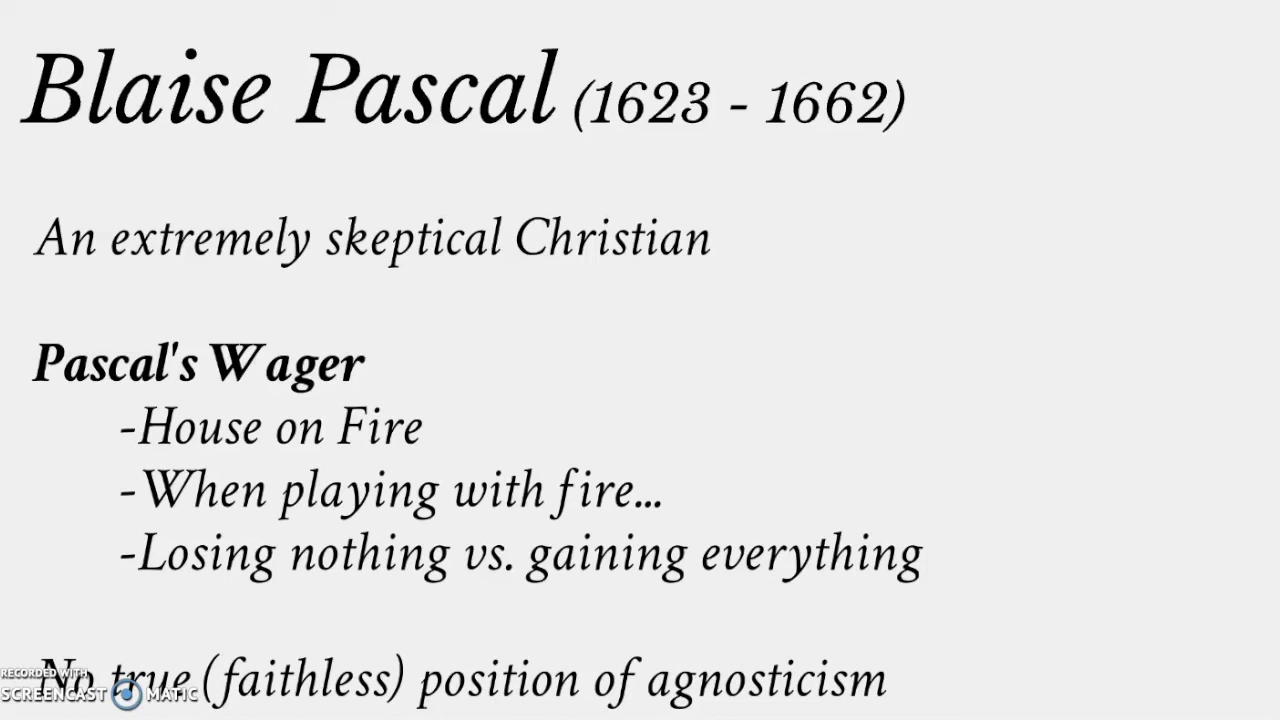 Blaise Pascal (1623 - 1662)
An extremely skeptical Christian
Pascal's Wager
-House on Fire
-When playing with fire...
-Losing nothing vs. gaining everything
No true (faithless) position of agnosticism
RECORDED WITH
SCREENCAST MATIC